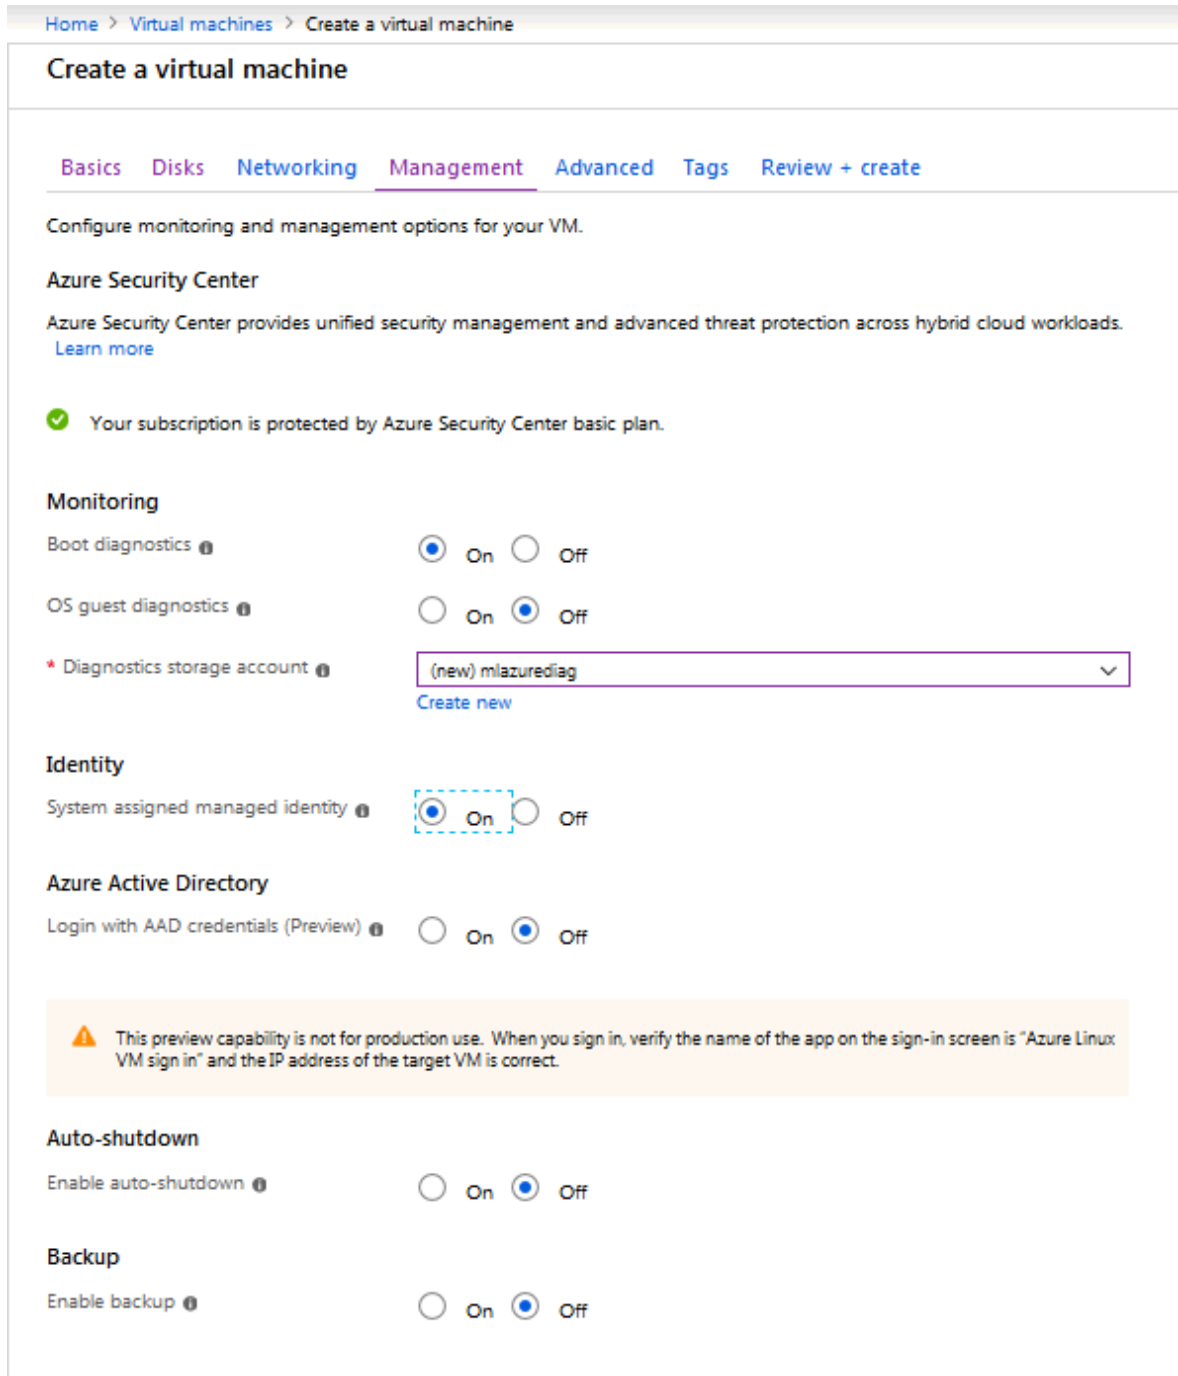 Home > Virtual machines > Create a virtual machine
Create a virtual machine
Basics Disks Networking Management Advanced Tags Review + create
Configure monitoring and management options for your VM.
Azure Security Center
Azure Security Center provides unified security management and advanced threat protection across hybrid cloud workloads.
Learn more
Your subscription is protected by Azure Security Center basic plan.
Monitoring
Boot diagnostics On Off
OS guest diagnostics On Off
* Diagnostics storage account (new) mlazurediag
Create new
Identity
System assigned managed identity On Off
Azure Active Directory
Login with AAD credentials (Preview) On Off
This preview capability is not for production use. When you sign in, verify the name of the app on the sign-in screen is “Azure Linux
VM sign in” and the IP address of the target VM is correct.
Auto-shutdown
Enable auto-shutdown On Off
Backup
Enable backup On Off